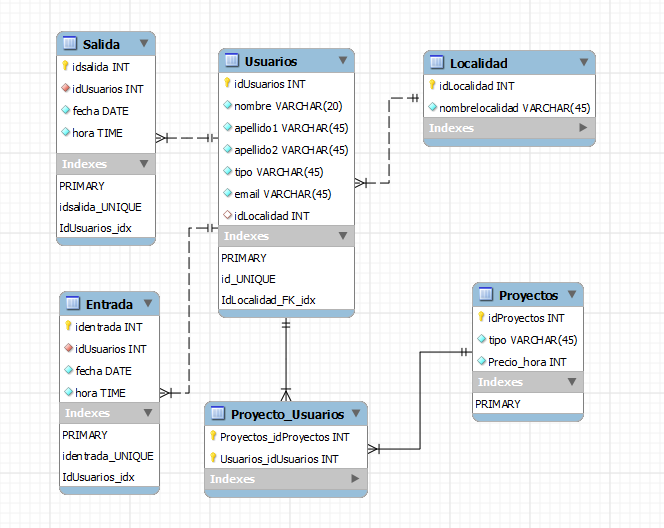 Salida
idsalida INT
idUsuarios INT
fecha DATE
hora TIME
Indexes
PRIMARY
idsalida_UNIQUE
IdUsuarios_idx
Usuarios
idUsuarios INT
nombre VARCHAR(20)
apellido1 VARCHAR(45)
apellido2 VARCHAR(45)
tipo VARCHAR(45)
email VARCHAR(45)
idLocalidad INT
Indexes
PRIMARY
id_UNIQUE
IdLocalidad_FK_idx
Localidad
idLocalidad INT
nombrelocalidad VARCHAR(45)
Indexes
Entrada
identrada INT
idUsuarios INT
fecha DATE
hora TIME
Indexes
PRIMARY
identrada_UNIQUE
IdUsuarios_idx
Proyecto_Usuarios
Proyectos_idProyectos INT
Usuarios_idUsuarios INT
Indexes
Proyectos
idProyectos INT
tipo VARCHAR(45)
Precio_hora INT
Indexes
PRIMARY